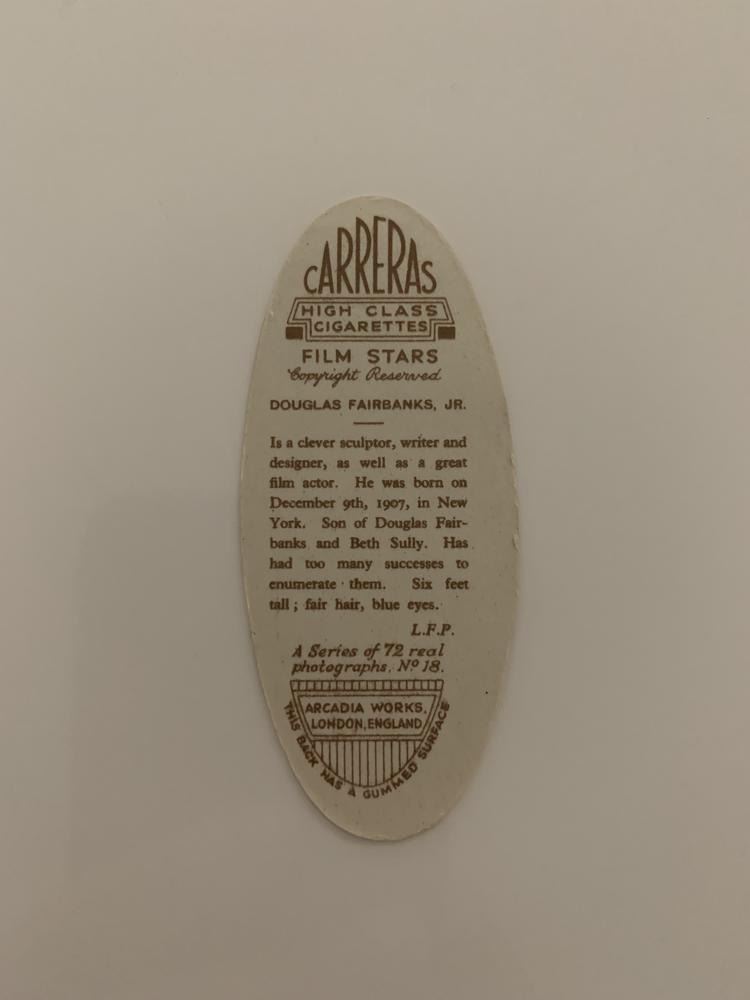 CARRERAS
HIGH CLASS
CIGARETTES
FILM STARS
Copyright Reserved
DOUGLAS FAIRBANKS, JR.
Is a clever sculptor, writer and
designer, as well as a great
film actor. He was born on
December 9th, 1907, in New
York. Son of Douglas Fair-
banks and Beth Sully. Has
had too many successes to
enumerate them. Six feet
tall; fair hair, blue eyes.
L.F.P.
A Series of 72 real
photographs. Nº 18.
ARCADIA WORKS,
LONDON, ENGLAND
THIS BACK HAS A GUMMED SURFACE